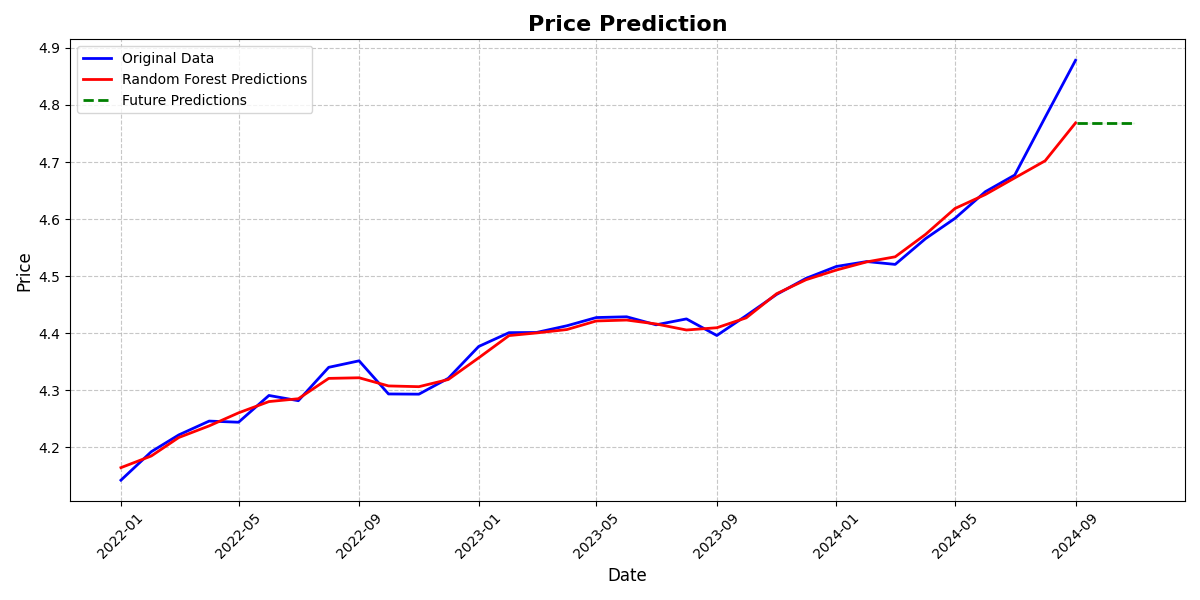 Price Prediction
Original Data
Random Forest Predictions
Future Predictions
Price
4.9
4.8
4.7
4.6
4.5
4.4
4.3
4.2
2022-01
2022-05
2022-09
2023-01
2023-05
2023-09
2024-01
2024-05
2024-09
Date